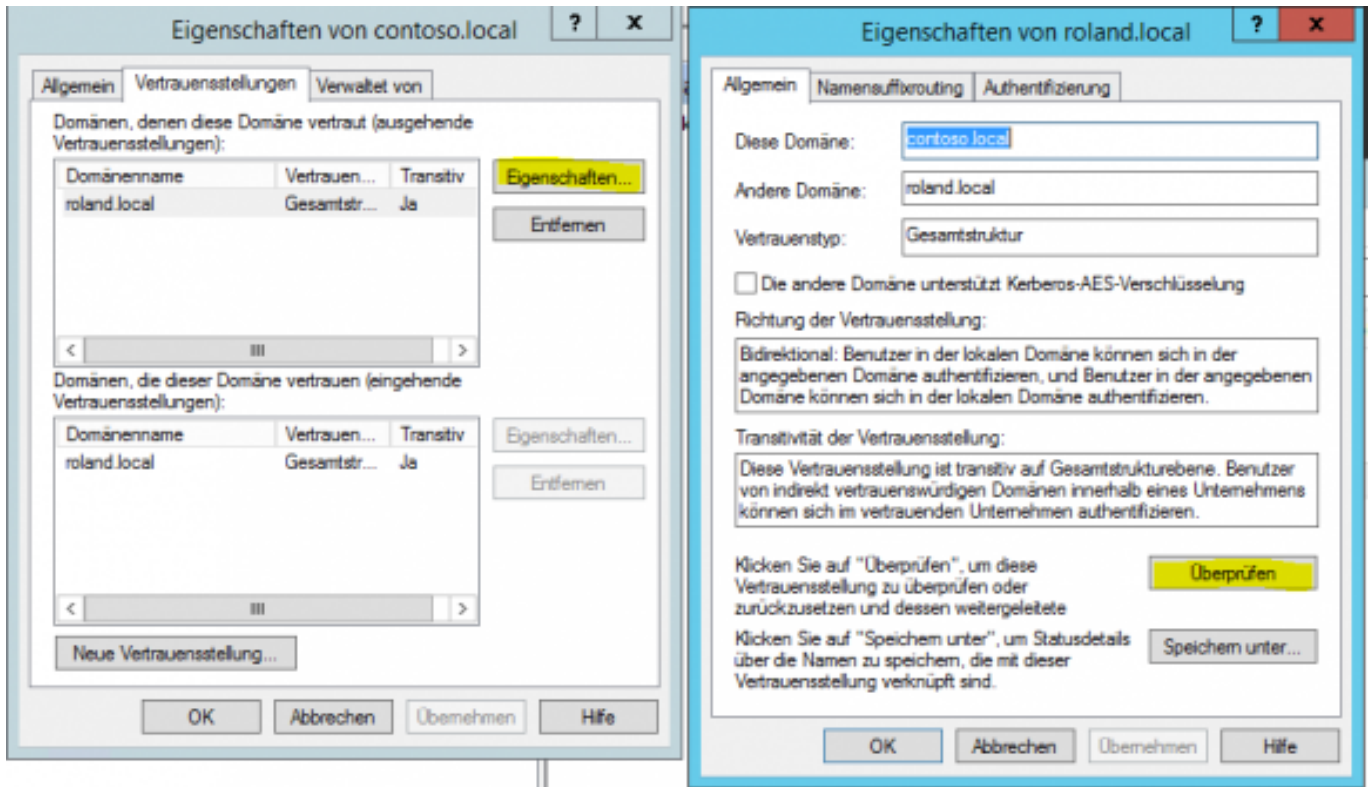 Eigenschaften von contoso.local
? x
Allgemein Vertrauensstellungen Verwaltet von
Domänen, denen diese Domäne vertraut (ausgehende
Vertrauensstellungen):
Domänenname Vertrauen... Transitiv
roland.local Gesamtstr... Ja
Eigenschaften...
Entfernen
Domänen, die dieser Domäne vertrauen (eingehende
Vertrauensstellungen):
Domänenname Vertrauen... Transitiv
roland.local Gesamtstr... Ja
Eigenschaften...
Entfernen
Neue Vertrauensstellung...
OK Abbrechen Übernehmen Hilfe
Eigenschaften von roland.local
? x
Allgemein Namensuffixrouting Authentifizierung
Diese Domäne: contoso.local
Andere Domäne: roland.local
Vertrauenstyp: Gesamtstruktur
Die andere Domäne unterstützt Kerberos-AES-Verschlüsselung
Richtung der Vertrauensstellung:
Bidirektional: Benutzer in der lokalen Domäne können sich in der
angegebenen Domäne authentifizieren, und Benutzer in der angegebenen
Domäne können sich in der lokalen Domäne authentifizieren.
Transitivität der Vertrauensstellung:
Diese Vertrauensstellung ist transitiv auf Gesamtstrukturebene. Benutzer
von indirekt vertrauenswürdigen Domänen innerhalb eines Unternehmens
können sich im vertrauenden Unternehmen authentifizieren.
Klicken Sie auf "Überprüfen", um diese
Vertrauensstellung zu überprüfen oder
zurückzusetzen und dessen weitergeleitete
Überprüfen
Klicken Sie auf "Speichern unter", um Statusdetails
über die Namen zu speichern, die mit dieser
Vertrauensstellung verknüpft sind.
Speichern unter...
OK Abbrechen Übernehmen Hilfe